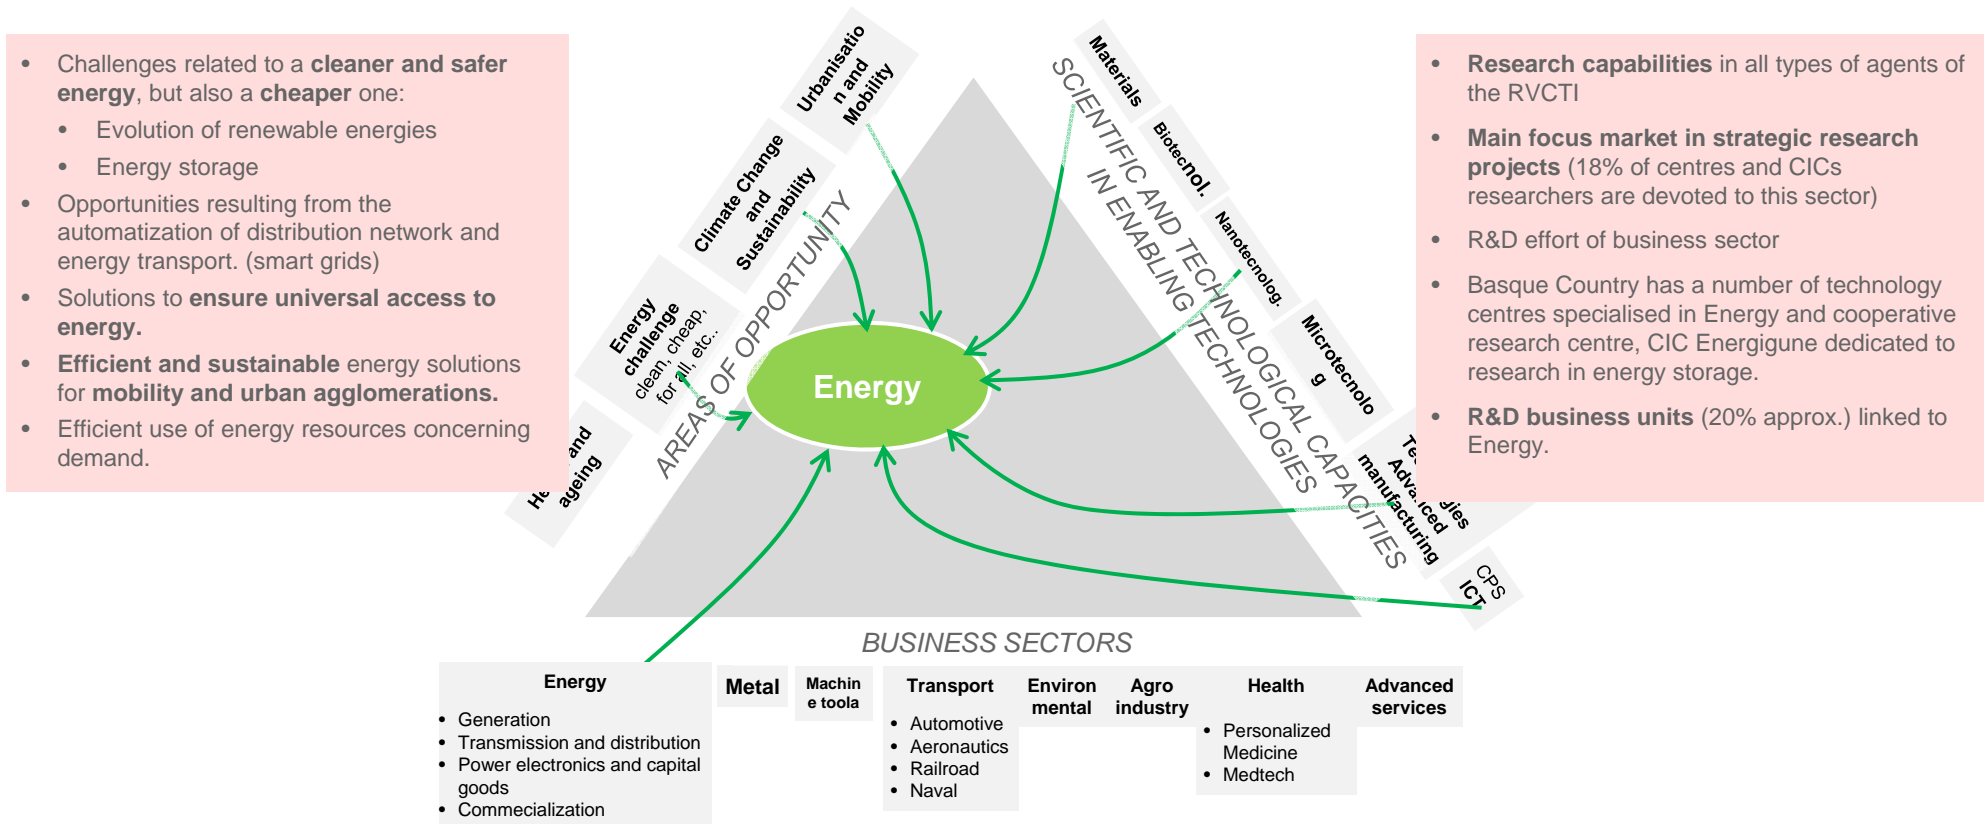 • Challenges related to a cleaner and safer
energy, but also a cheaper one:
• Evolution of renewable energies
• Energy storage
• Opportunities resulting from the
automatization of distribution network and
energy transport. (smart grids)
• Solutions to ensure universal access to
energy.
• Efficient and sustainable energy solutions
for mobility and urban agglomerations.
• Efficient use of energy resources concerning
demand.
Urbanisatio
n and
Mobility
Climate Change
and
Sustainability
Energy
challenge
clean, cheap,
for all, etc..
and
ageing
AREAS OF OPPORTUNITY
Energy
SCIENTIFIC AND TECHNOLOGICAL CAPACITIES
IN ENABLING TECHNOLOGIES
Materials
Biotecnol.
Nanotecnolog.
Microtecnolo
g
Advanced
manufacturing
CPS
ICT
• Research capabilities in all types of agents of
the RVCTI
• Main focus market in strategic research
projects (18% of centres and CICs
researchers are devoted to this sector)
• R&D effort of business sector
• Basque Country has a number of technology
centres specialised in Energy and cooperative
research centre, CIC Energigune dedicated to
research in energy storage.
• R&D business units (20% approx.) linked to
Energy.
BUSINESS SECTORS
Energy
• Generation
• Transmission and distribution
• Power electronics and capital
goods
• Commecialization
Metal
Machin
e toola
Transport
• Automotive
• Aeronautics
• Railroad
• Naval
Environ
mental
Agro
industry
Health
• Personalized
Medicine
• Medtech
Advanced
services